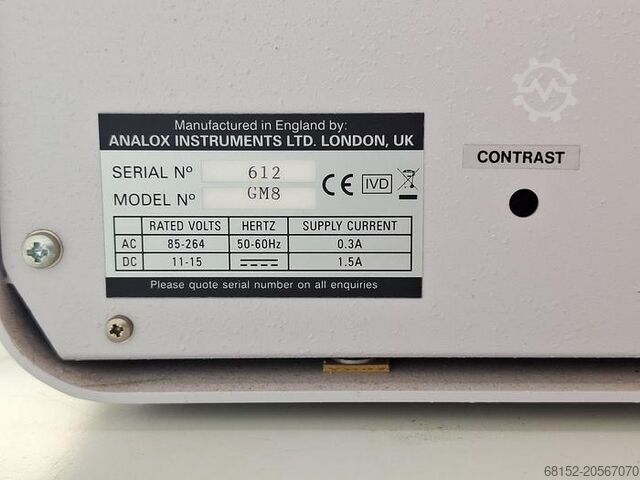 Manufactured in England by:
ANALOX INSTRUMENTS LTD. LONDON, UK
SERIAL Nº 612
MODEL Nº GM8
CE IVD
RATED VOLTS HERTZ SUPPLY CURRENT
AC 85-264 50-60Hz 0.3A
DC 11-15 1.5A
Please quote serial number on all enquiries
CONTRAST
68152-20567070